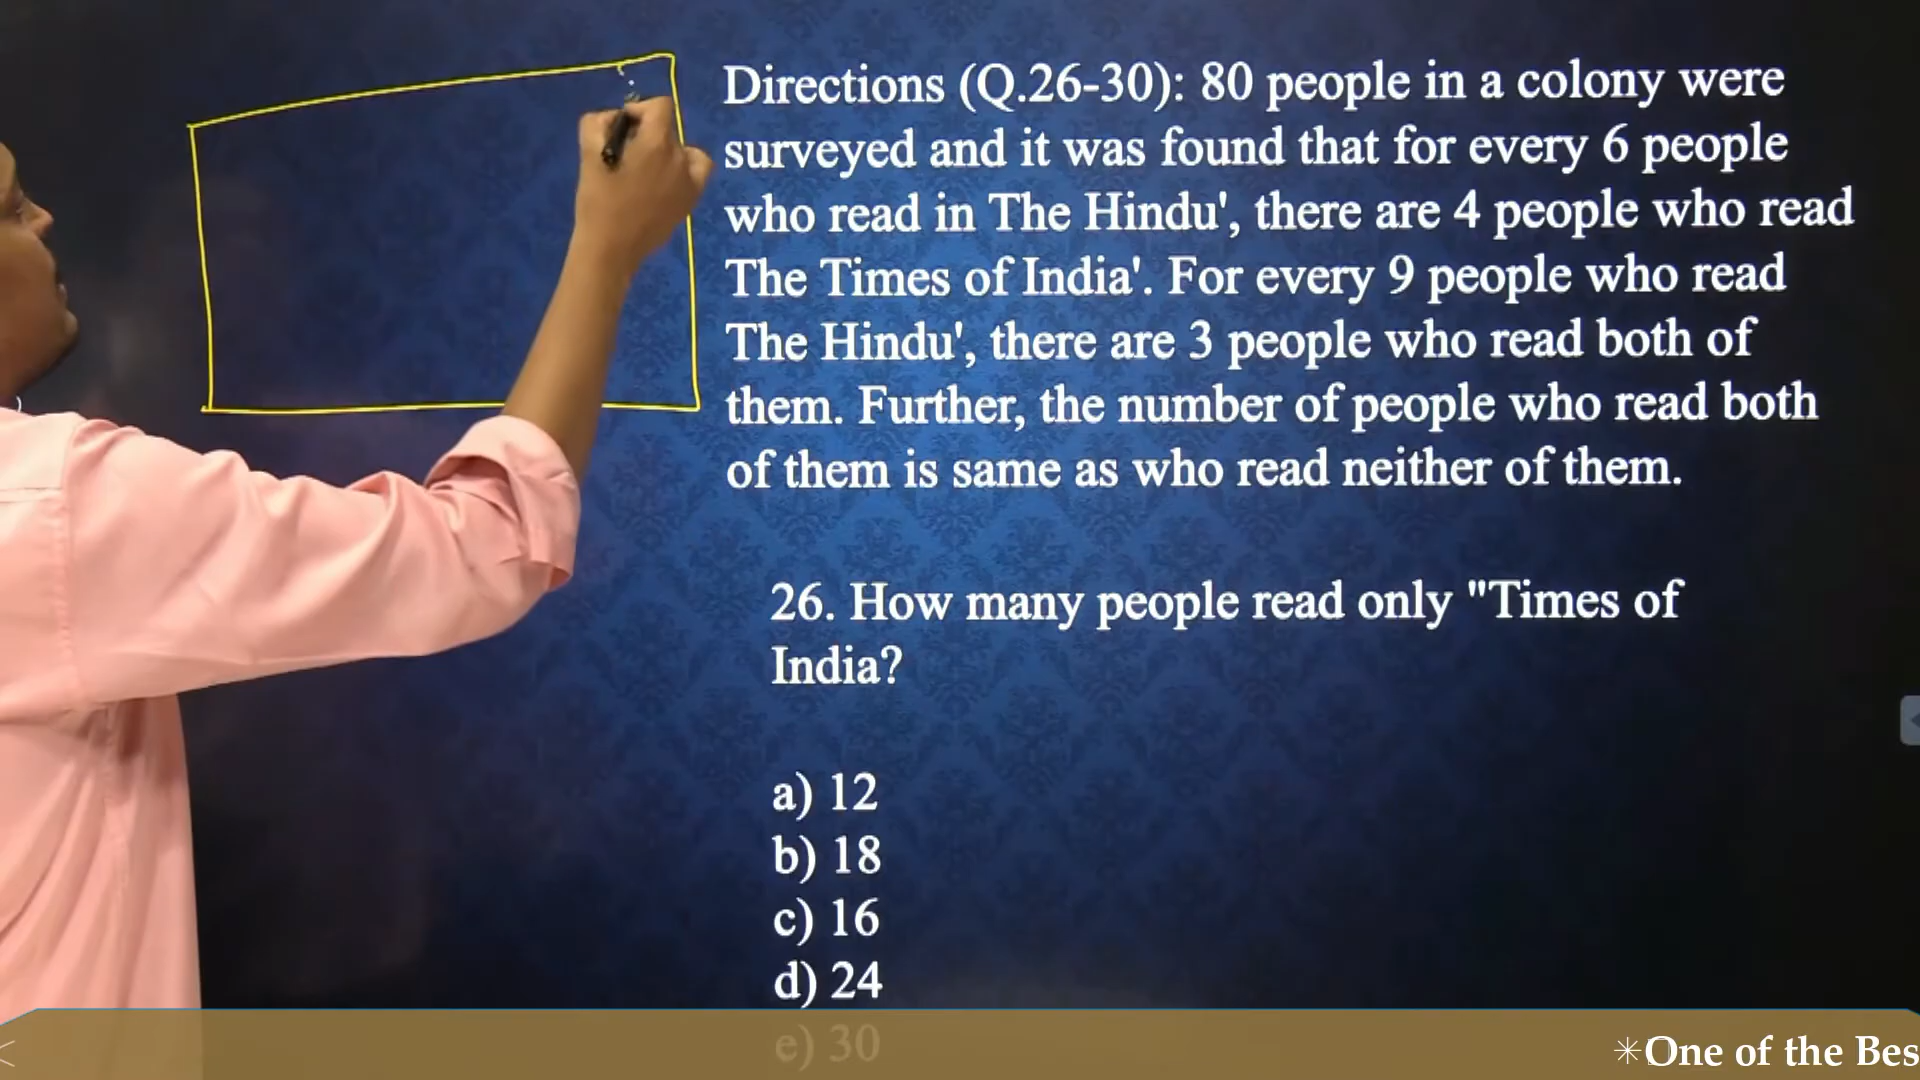 Directions (Q.26-30): 80 people in a colony were
surveyed and it was found that for every 6 people
who read in The Hindu', there are 4 people who read
The Times of India'. For every 9 people who read
The Hindu', there are 3 people who read both of
them. Further, the number of people who read both
of them is same as who read neither of them.
26. How many people read only "Times of
India?
a) 12
b) 18
c) 16
d) 24
e) 30
✳One of the Bes